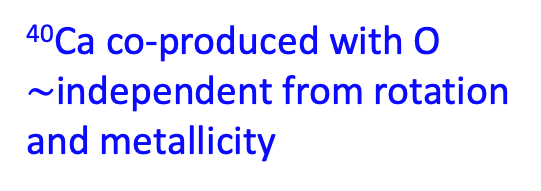 ⁴⁰Ca co-produced with O
~independent from rotation
and metallicity